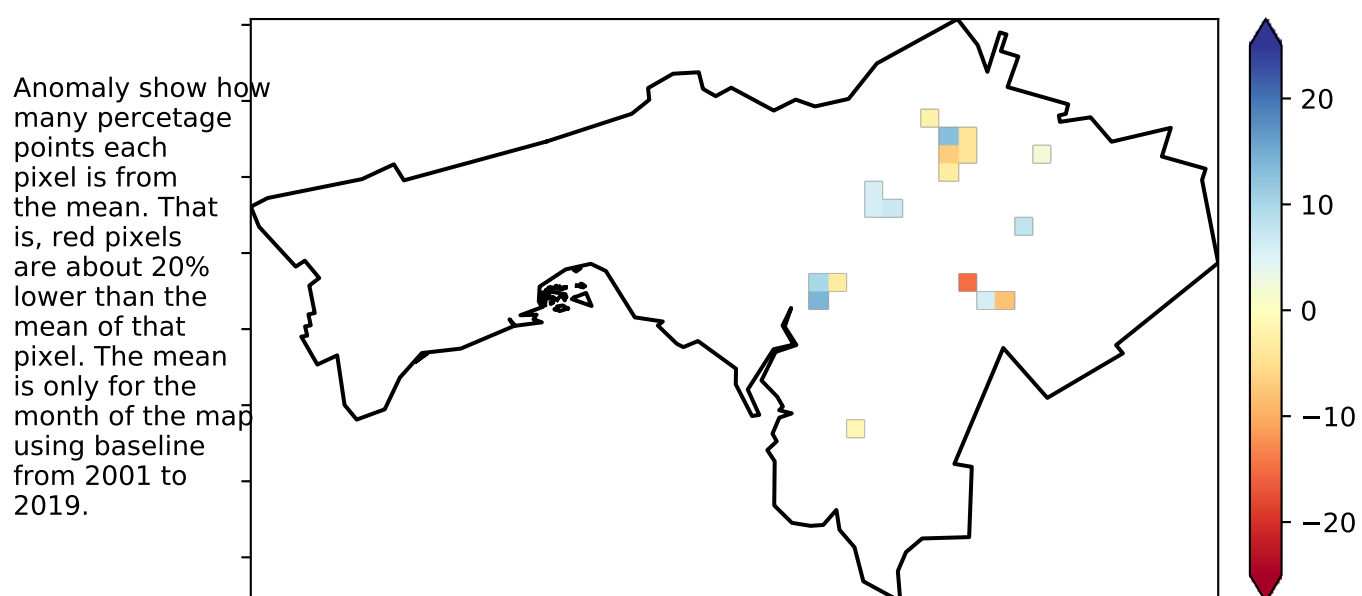 Anomaly show how
many percetage
points each
pixel is from
the mean. That
is, red pixels
are about 20%
lower than the
mean of that
pixel. The mean
is only for the
month of the map
using baseline
from 2001 to
2019.
20
10
0
−10
−20